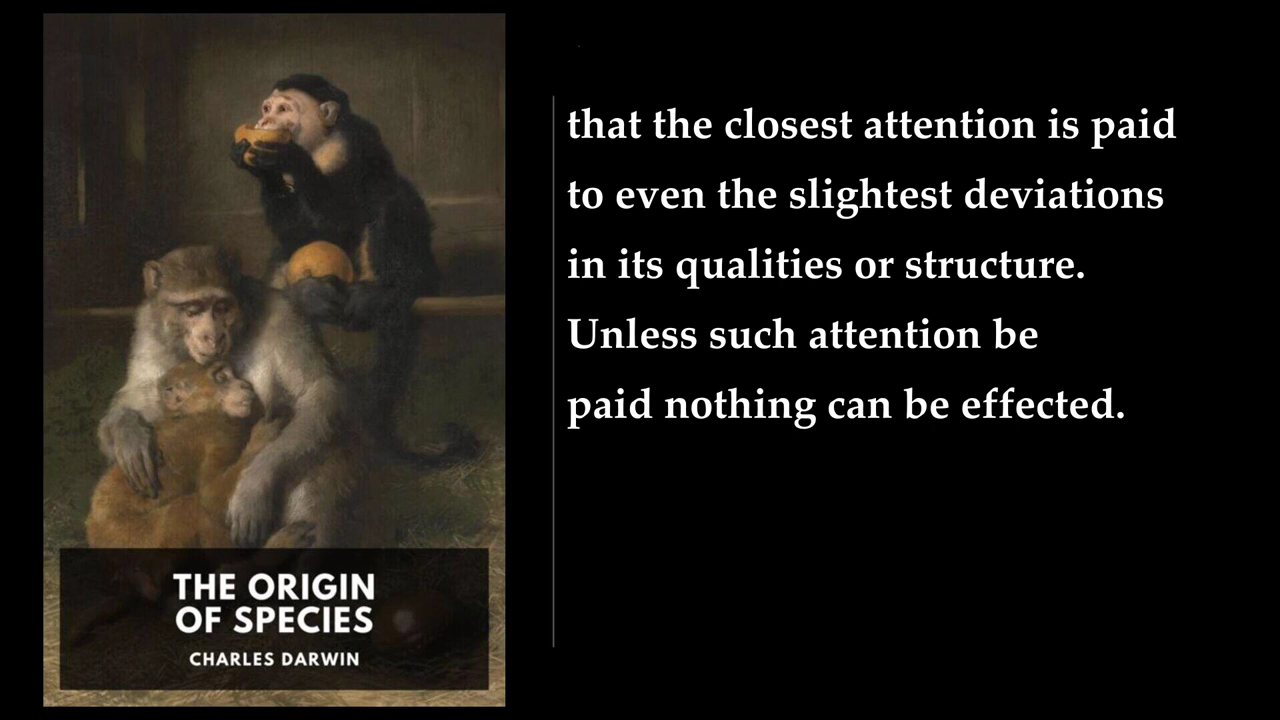 THE ORIGIN
OF SPECIES
CHARLES DARWIN
that the closest attention is paid
to even the slightest deviations
in its qualities or structure.
Unless such attention be
paid nothing can be effected.